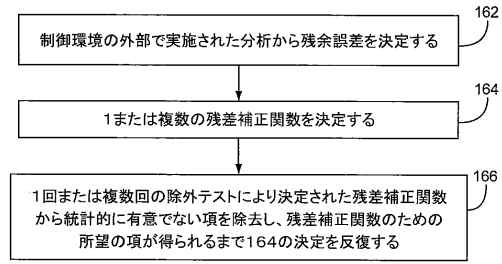 162
制御環境の外部で実施された分析から残余誤差を決定する
164
1または複数の残差補正関数を決定する
166
1回または複数回の除外テストにより決定された残差補正関数
から統計的に有意でない項を除去し、残差補正関数のための
所望の項が得られるまで164の決定を反復する